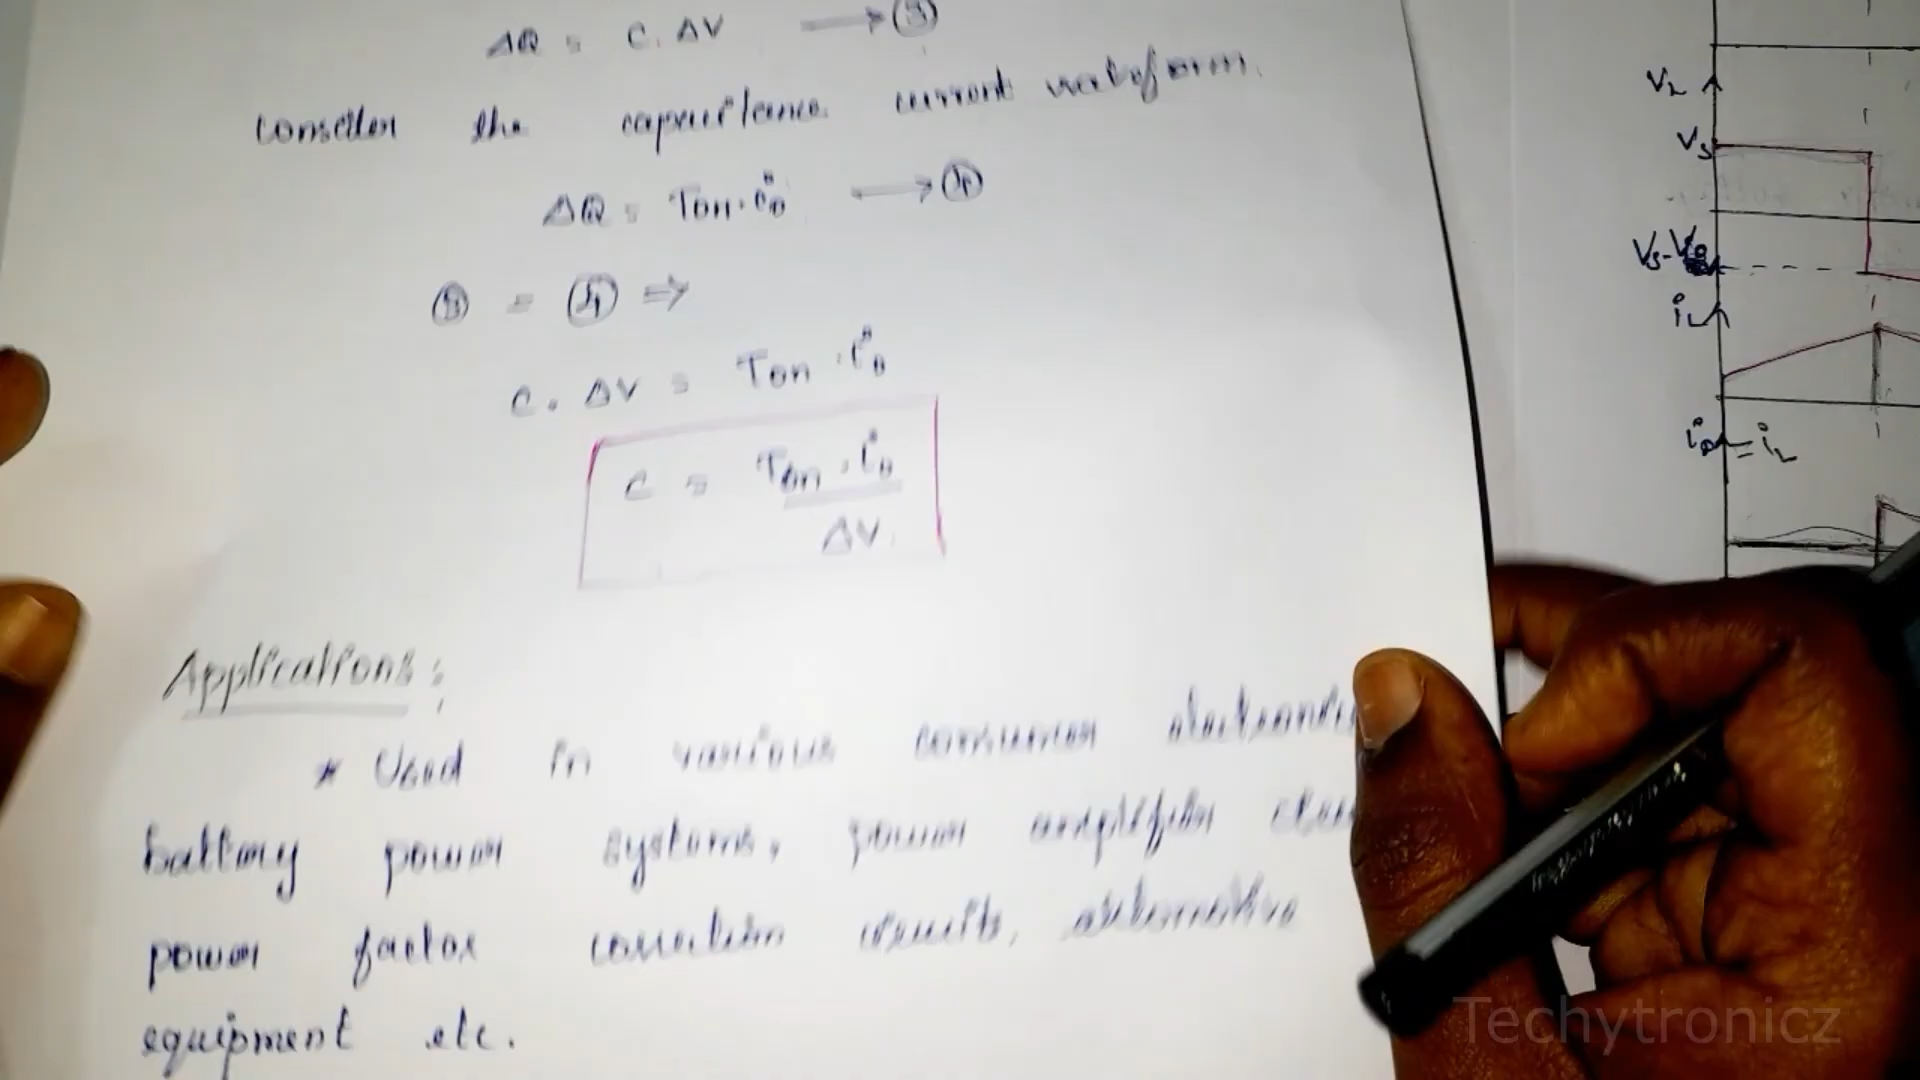 ΔQ = C. ΔV → (3)
Consider the capacitance current waveform.
ΔQ = Ton. i0 → (4)
(3) = (4) ⇒
C. ΔV = Ton . i0
C = Ton . i0
ΔV.
Applications:
* Used in various consumer electronics
battery power systems, power amplifier
power factor correction circuits, automotive
equipment etc.
VL
Vs
Vs-V0
iL
= iL
Techytronicz